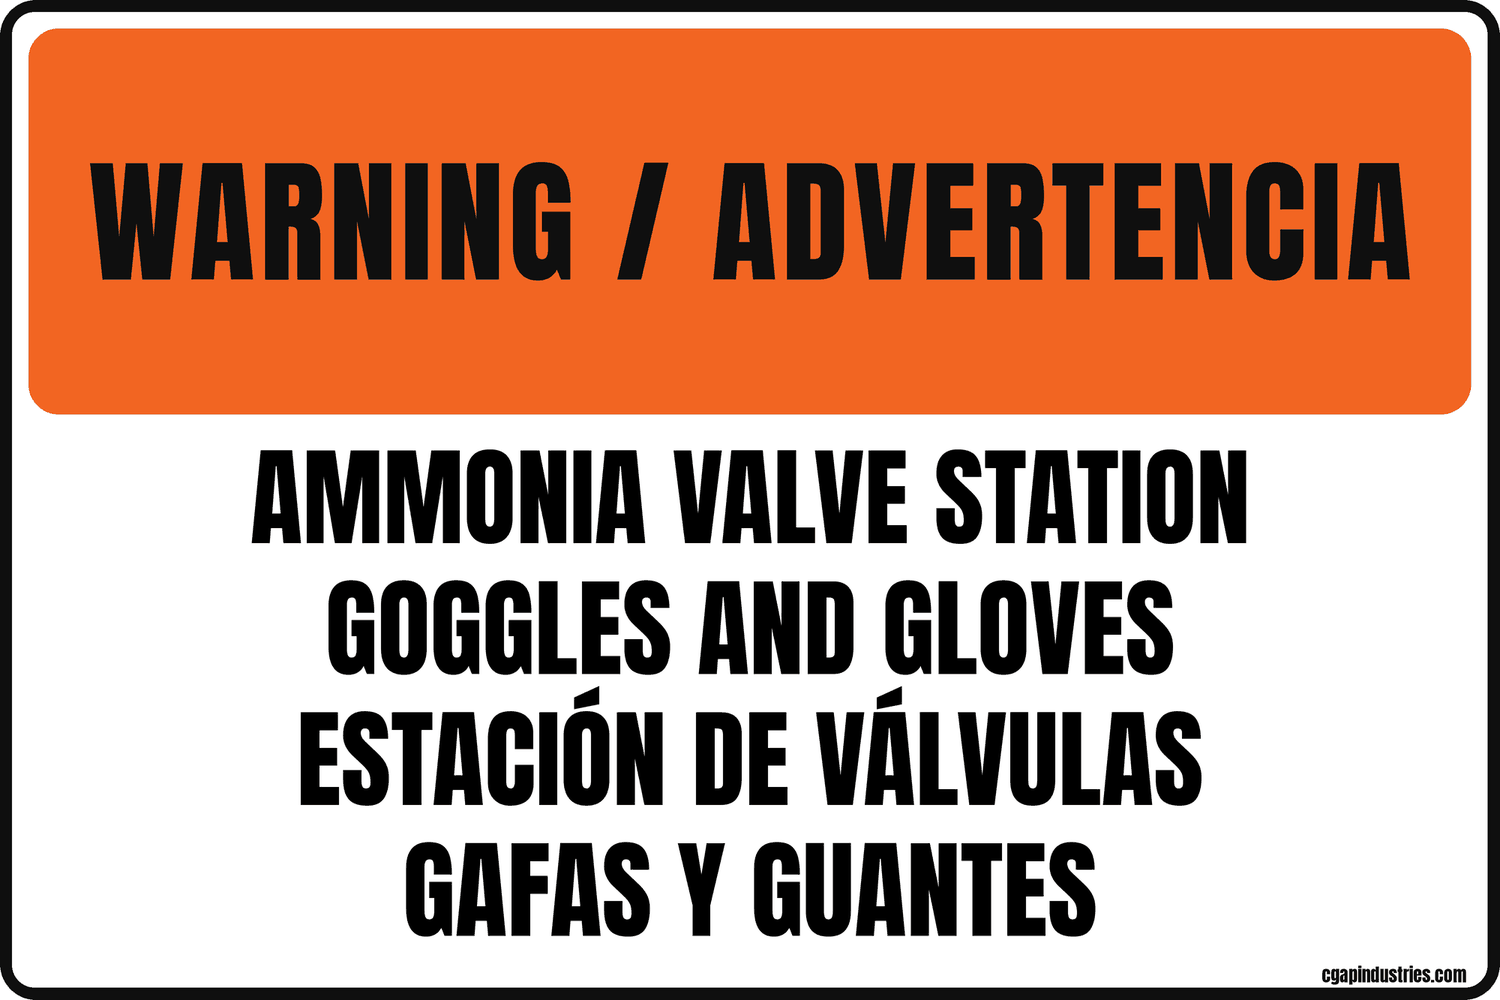 WARNING / ADVERTENCIA
AMMONIA VALVE STATION
GOGGLES AND GLOVES
ESTACIÓN DE VÁLVULAS
GAFAS Y GUANTES
cgapindustries.com